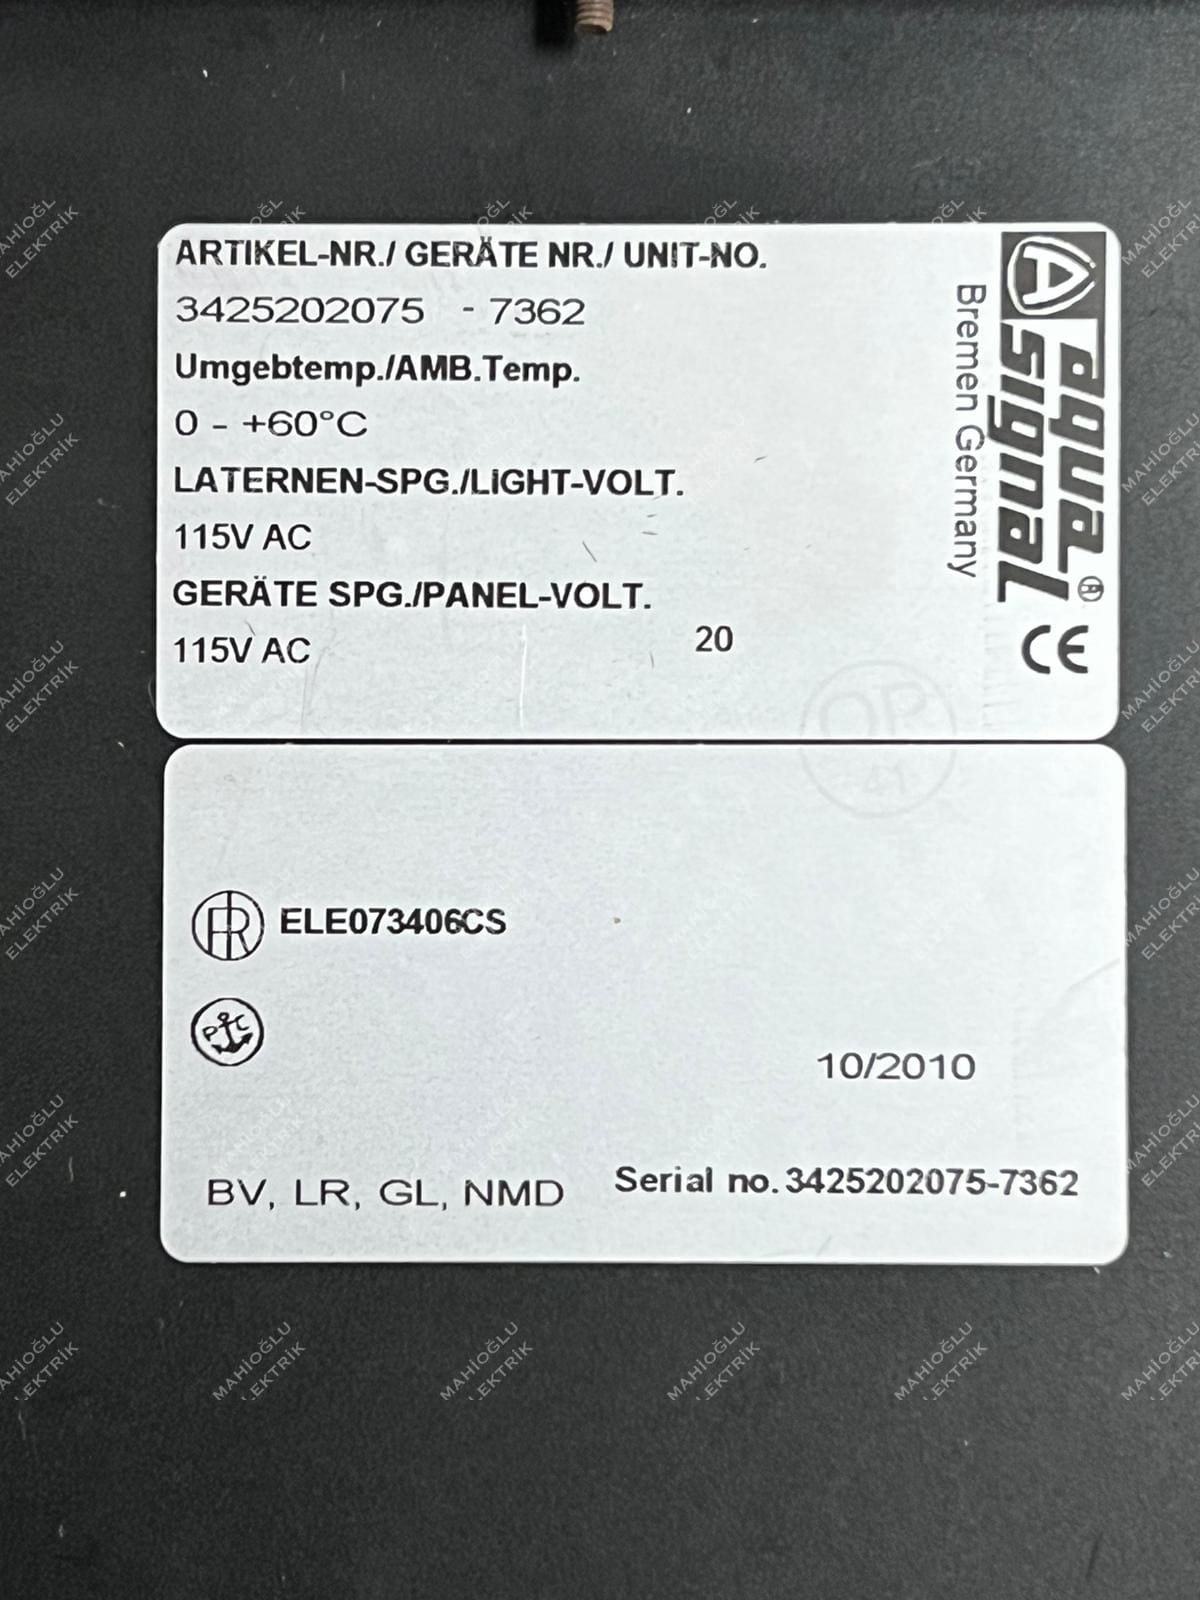 ARTIKEL-NR./ GERÄTE NR./ UNIT-NO.
3425202075 - 7362
Umgebtemp./AMB.Temp.
0 - +60°C
LATERNEN-SPG./LIGHT-VOLT.
115V AC
GERÄTE SPG./PANEL-VOLT.
115V AC
20
aqua
signal
®
Bremen Germany
CE
QP
41
R ELE073406CS
P C
10/2010
BV, LR, GL, NMD
Serial no. 3425202075-7362
MAHİOĞLU
ELEKTRİK